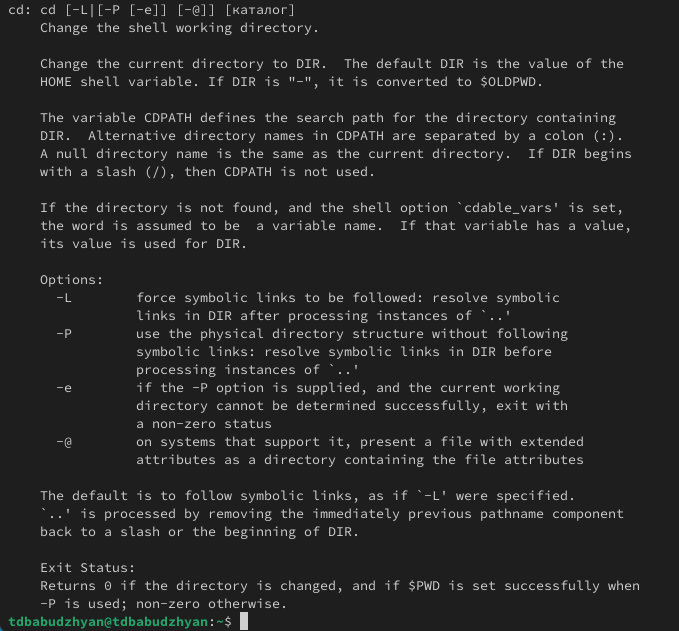 cd: cd [-L|[-P [-e]] [-@]] [каталог]
Change the shell working directory.
Change the current directory to DIR.  The default DIR is the value of the
HOME shell variable. If DIR is "-", it is converted to $OLDPWD.
The variable CDPATH defines the search path for the directory containing
DIR.  Alternative directory names in CDPATH are separated by a colon (:).
A null directory name is the same as the current directory.  If DIR begins
with a slash (/), then CDPATH is not used.
If the directory is not found, and the shell option `cdable_vars' is set,
the word is assumed to be  a variable name.  If that variable has a value,
its value is used for DIR.
Options:
-L        force symbolic links to be followed: resolve symbolic
links in DIR after processing instances of `..'
-P        use the physical directory structure without following
symbolic links: resolve symbolic links in DIR before
processing instances of `..'
-e        if the -P option is supplied, and the current working
directory cannot be determined successfully, exit with
a non-zero status
-@        on systems that support it, present a file with extended
attributes as a directory containing the file attributes
The default is to follow symbolic links, as if `-L' were specified.
`..' is processed by removing the immediately previous pathname component
back to a slash or the beginning of DIR.
Exit Status:
Returns 0 if the directory is changed, and if $PWD is set successfully when
-P is used; non-zero otherwise.
tdbabudzhyan@tdbabudzhyan:~$